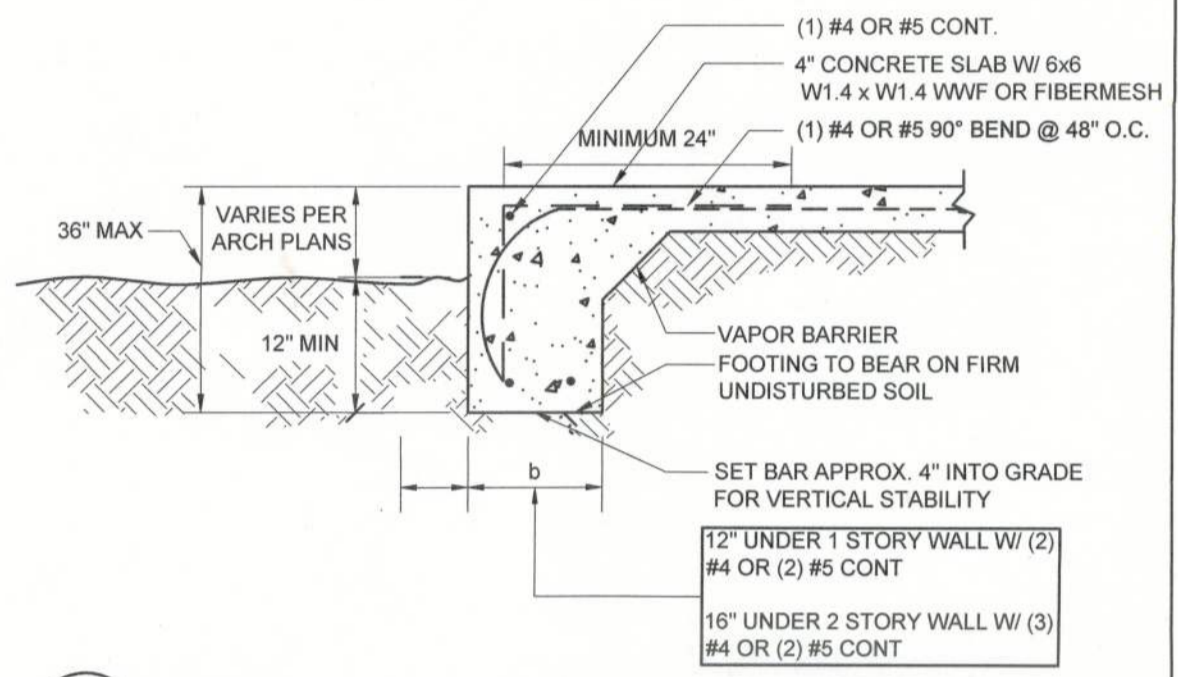 (1) #4 OR #5 CONT.
4" CONCRETE SLAB W/ 6x6
W1.4 x W1.4 WWF OR FIBERMESH
(1) #4 OR #5 90° BEND @ 48" O.C.
MINIMUM 24"
36" MAX
VARIES PER
ARCH PLANS
12" MIN
VAPOR BARRIER
FOOTING TO BEAR ON FIRM
UNDISTURBED SOIL
b
SET BAR APPROX. 4" INTO GRADE
FOR VERTICAL STABILITY
12" UNDER 1 STORY WALL W/ (2)
#4 OR (2) #5 CONT
16" UNDER 2 STORY WALL W/ (3)
#4 OR (2) #5 CONT